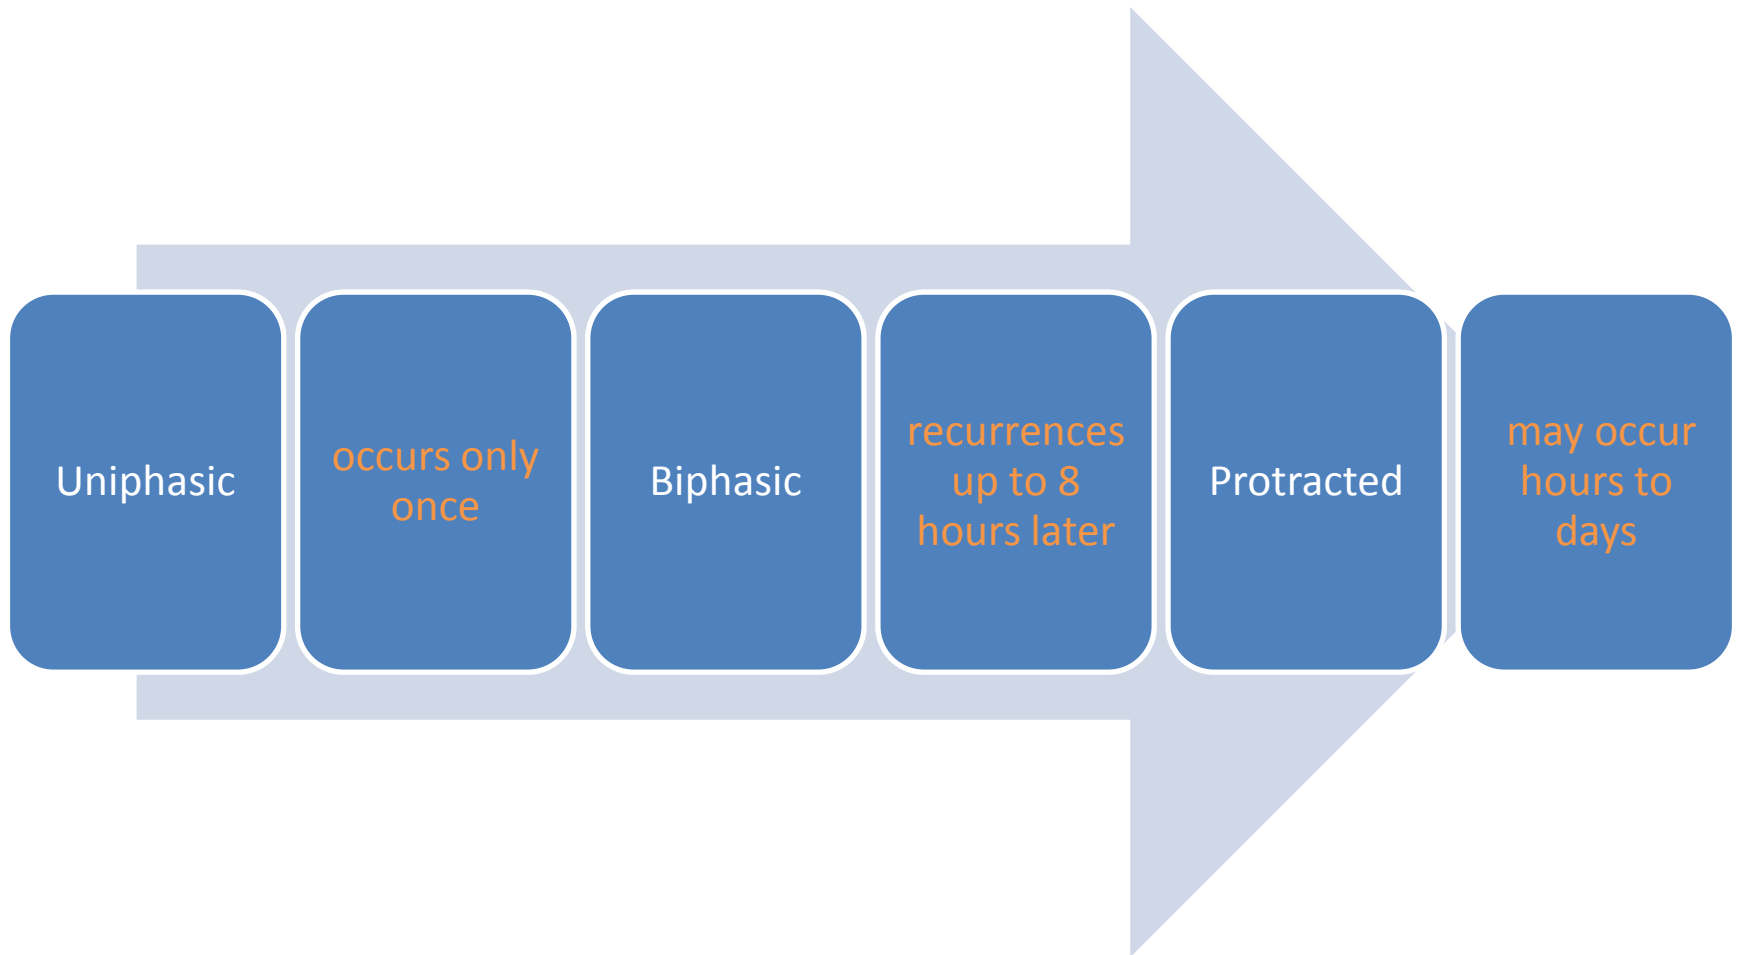 Uniphasic
occurs only
once
Biphasic
recurrences
up to 8
hours later
Protracted
may occur
hours to
days